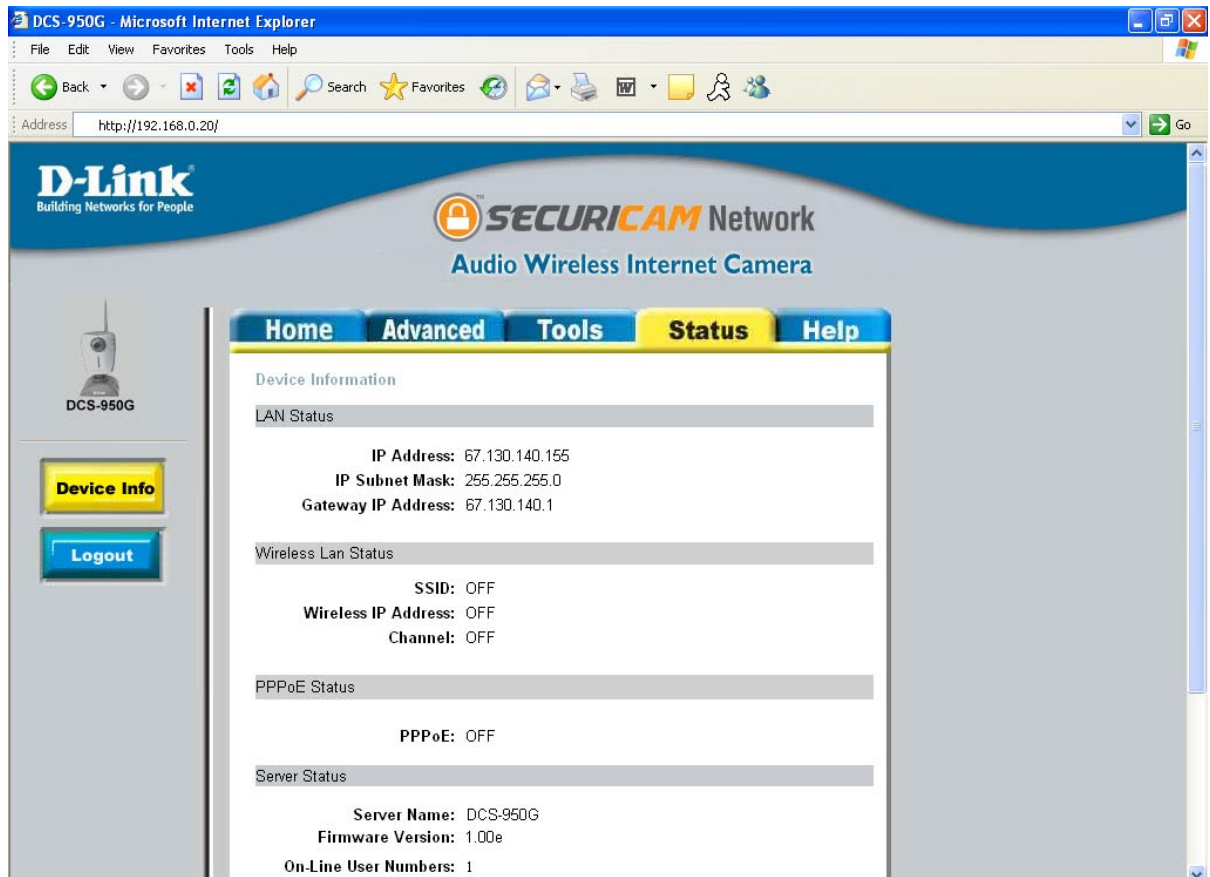 DCS-950G - Microsoft Internet Explorer
File Edit View Favorites Tools Help
Back Search Favorites
Address http://192.168.0.20/ Go
D-Link
Building Networks for People
SECURICAM Network
Audio Wireless Internet Camera
DCS-950G
Device Info
Logout
Home Advanced Tools Status Help
Device Information
LAN Status
IP Address: 67.130.140.155
IP Subnet Mask: 255.255.255.0
Gateway IP Address: 67.130.140.1
Wireless Lan Status
SSID: OFF
Wireless IP Address: OFF
Channel: OFF
PPPoE Status
PPPoE: OFF
Server Status
Server Name: DCS-950G
Firmware Version: 1.00e
On-Line User Numbers: 1